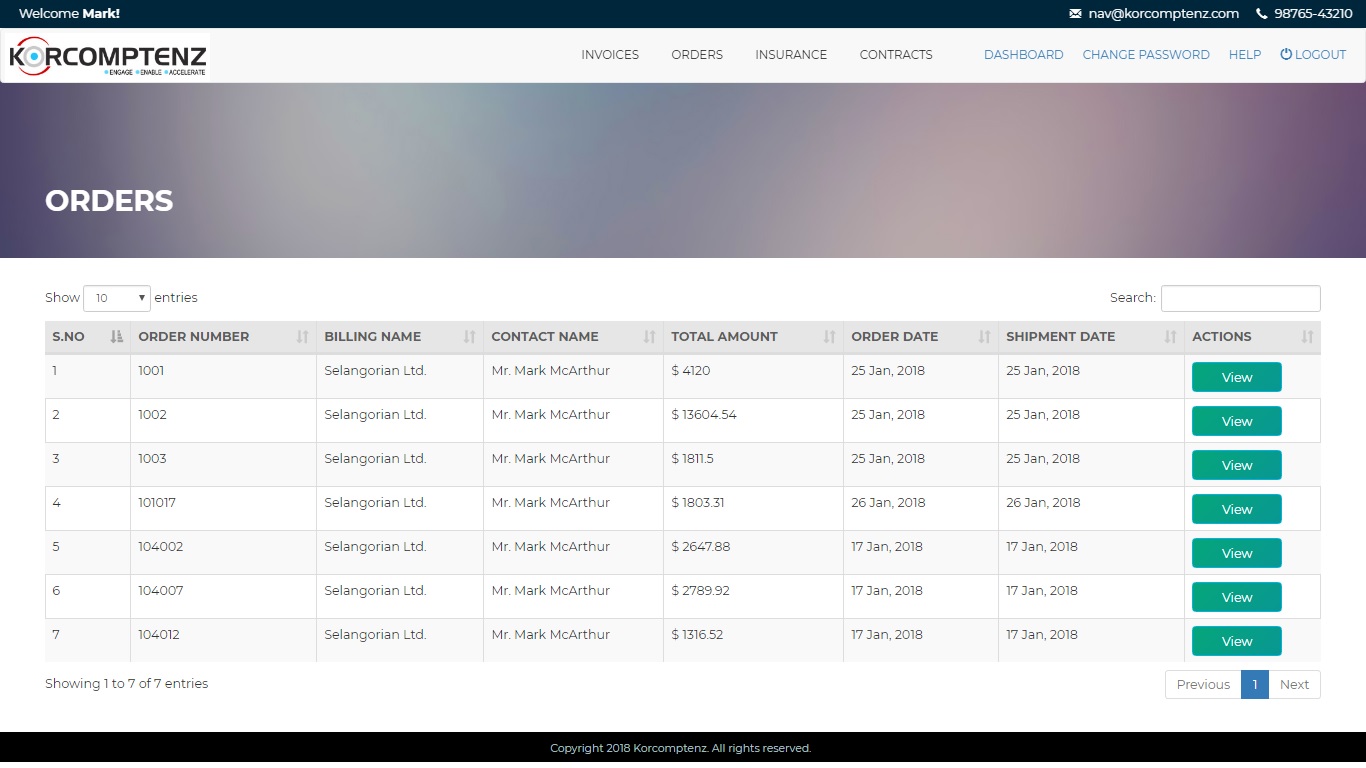 Welcome Mark! nav@korcomptenz.com 98765-43210
KORCOMPTENZ INVOICES ORDERS INSURANCE CONTRACTS DASHBOARD CHANGE PASSWORD HELP LOGOUT
ENGAGE ENABLE ACCELERATE
ORDERS
Show 10 entries Search:
S.NO ORDER NUMBER BILLING NAME CONTACT NAME TOTAL AMOUNT ORDER DATE SHIPMENT DATE ACTIONS
1 1001 Selangorian Ltd. Mr. Mark McArthur $ 4120 25 Jan, 2018 25 Jan, 2018 View
2 1002 Selangorian Ltd. Mr. Mark McArthur $ 13604.54 25 Jan, 2018 25 Jan, 2018 View
3 1003 Selangorian Ltd. Mr. Mark McArthur $ 1811.5 25 Jan, 2018 25 Jan, 2018 View
4 101017 Selangorian Ltd. Mr. Mark McArthur $ 1803.31 26 Jan, 2018 26 Jan, 2018 View
5 104002 Selangorian Ltd. Mr. Mark McArthur $ 2647.88 17 Jan, 2018 17 Jan, 2018 View
6 104007 Selangorian Ltd. Mr. Mark McArthur $ 2789.92 17 Jan, 2018 17 Jan, 2018 View
7 104012 Selangorian Ltd. Mr. Mark McArthur $ 1316.52 17 Jan, 2018 17 Jan, 2018 View
Showing 1 to 7 of 7 entries Previous 1 Next
Copyright 2018 Korcomptenz. All rights reserved.